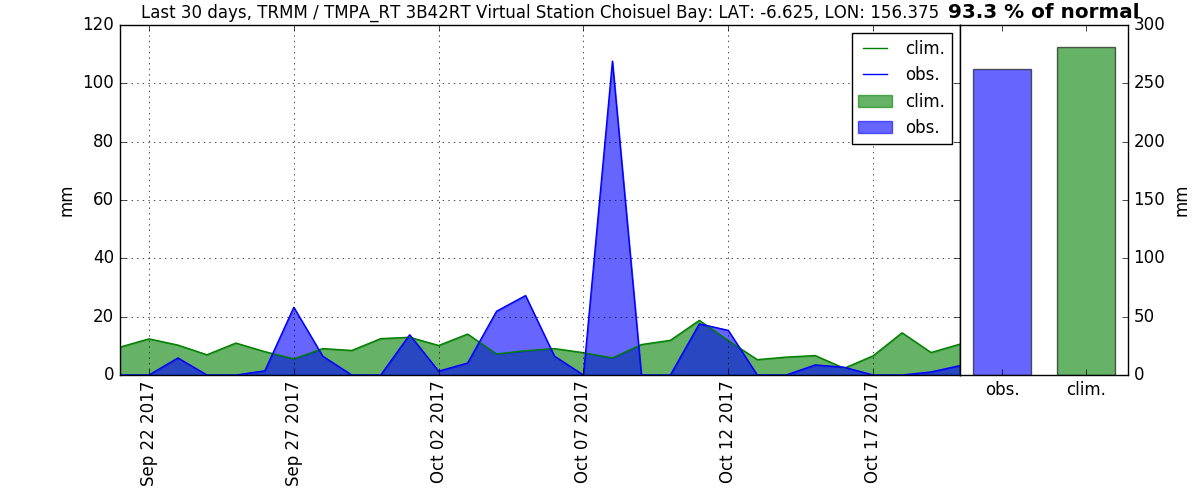 Last 30 days, TRMM / TMPA_RT 3B42RT Virtual Station Choisuel Bay: LAT: -6.625, LON: 156.375
93.3 % of normal
mm
120
100
80
60
40
20
0
clim.
obs.
clim.
obs.
Sep 22 2017
Sep 27 2017
Oct 02 2017
Oct 07 2017
Oct 12 2017
Oct 17 2017
300
250
200
150
100
50
0
mm
obs.
clim.